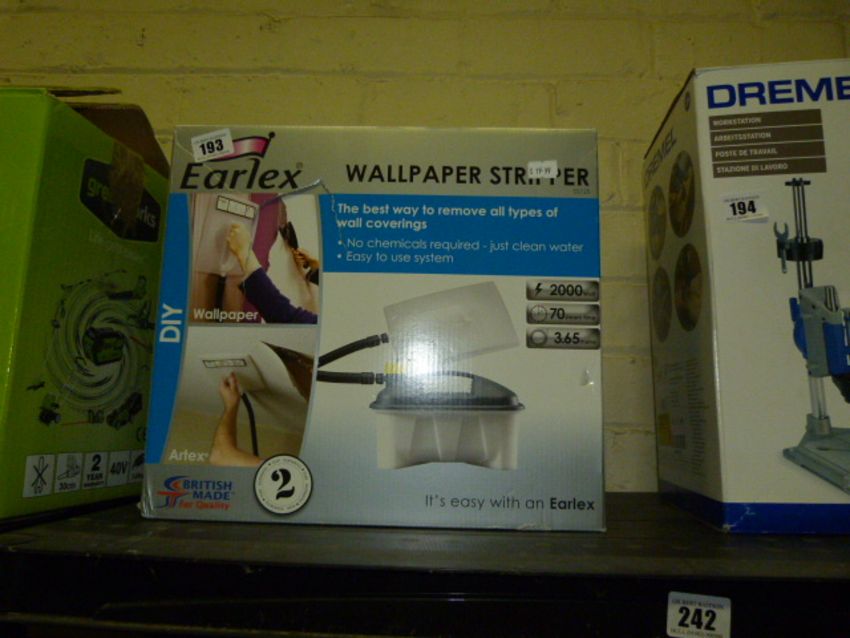 193
Earlex
WALLPAPER STRIPPER
The best way to remove all types of
wall coverings
• No chemicals required - just clean water
• Easy to use system
Wallpaper
DIY
Artex
2000
70
3.65
BRITISH
MADE
For Quality
2
It's easy with an Earlex
2
YEAR
40V
30cm
DREME
DREMEL
WORKSTATION
ARBEITSSTATION
POSTE DE TRAVAIL
STAZIONE DI LAVORO
194
242